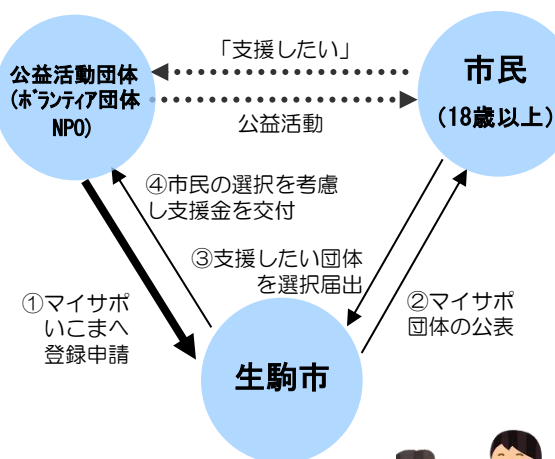 「支援したい」
公益活動団体
(ボランティア団体
NPO)
市民
(18歳以上)
公益活動
④市民の選択を考慮
し支援金を交付
③支援したい団体
を選択届出
①マイサポ
いこまへ
登録申請
②マイサポ
団体の公表
生駒市